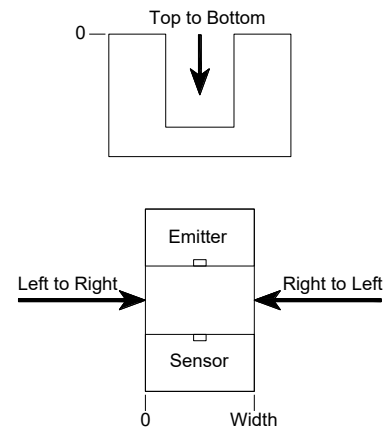 Top to Bottom
0
Emitter
Left to Right
Right to Left
Sensor
0
Width